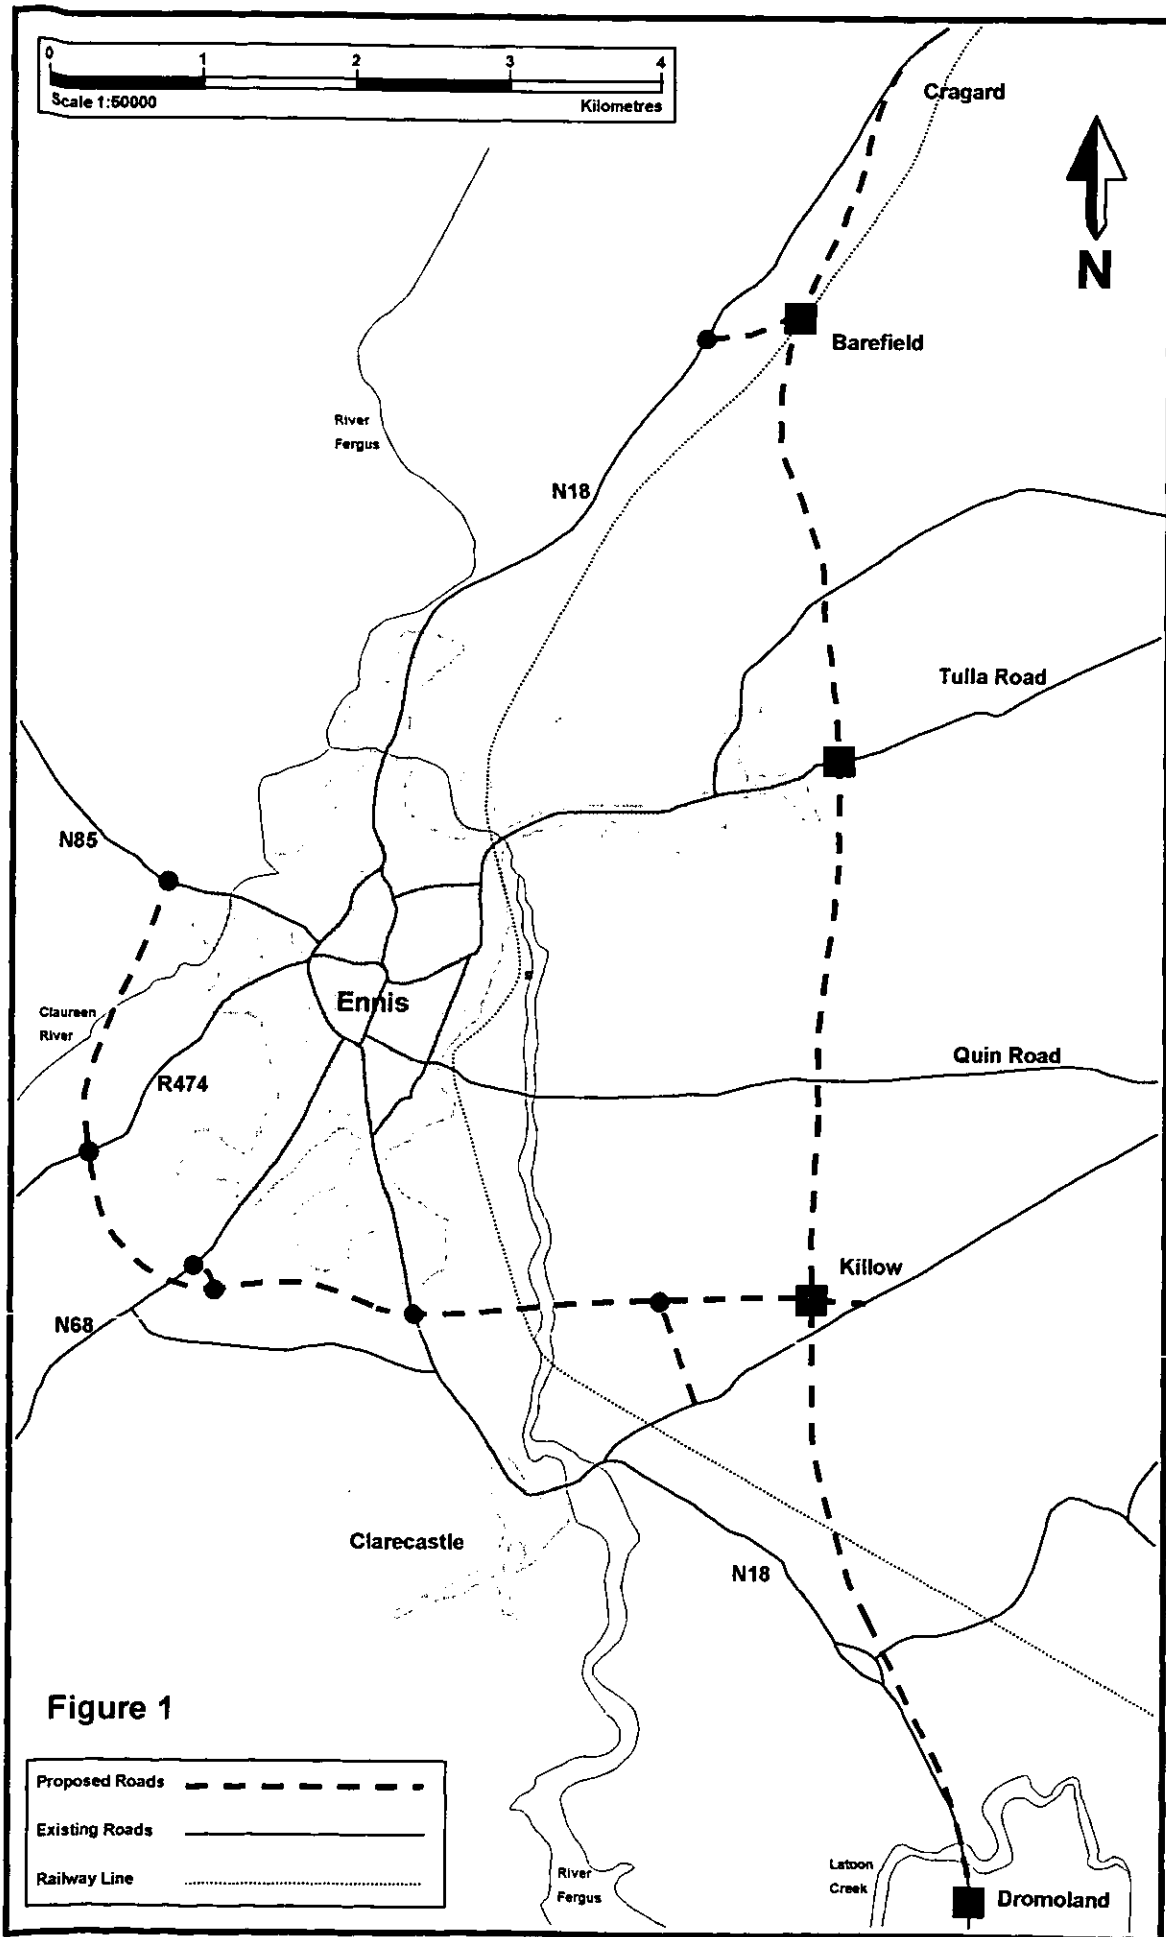 0 1 2 3 4
Scale 1:50000 Kilometres
Cragard
N
Barefield
River
Fergus
N18
Tulla Road
N85
Ennis
Claureen
River
Quin Road
R474
Killow
N68
Clarecastle
N18
Figure 1
Proposed Roads
Existing Roads
Railway Line
River
Fergus
Latoon
Creek
Dromoland